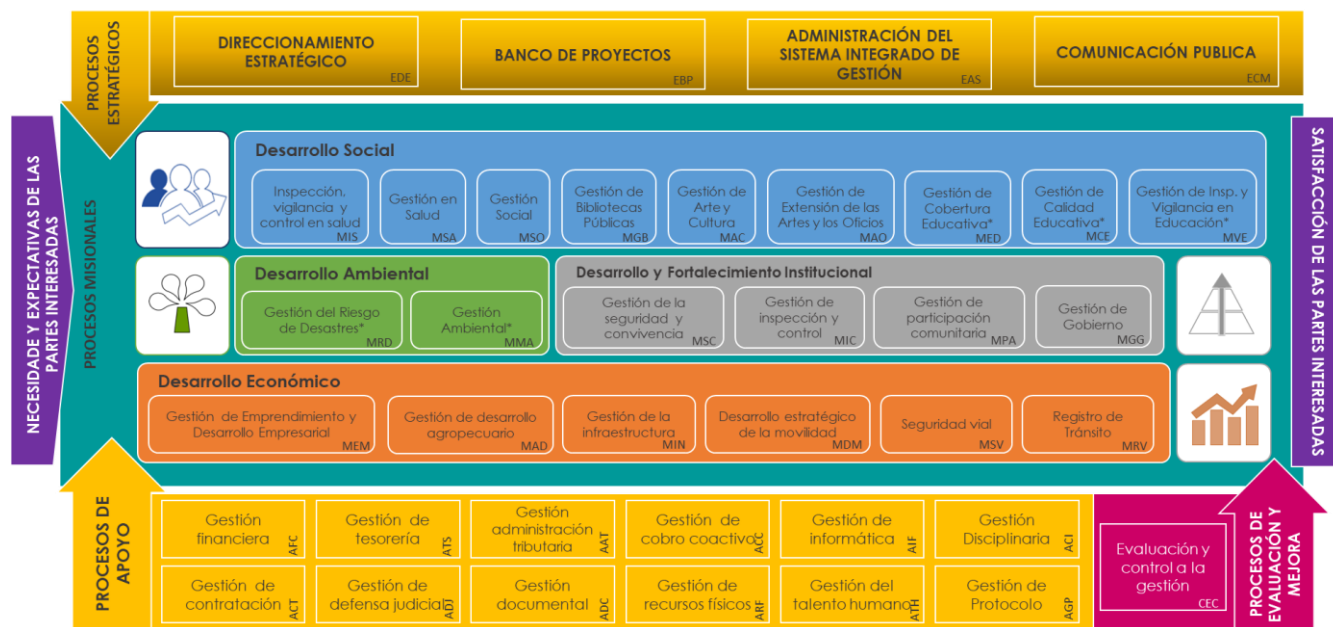 PROCESOS
ESTRATÉGICOS
DIRECCIONAMIENTO
ESTRATÉGICO
EDE
BANCO DE PROYECTOS
EBP
ADMINISTRACIÓN DEL
SISTEMA INTEGRADO DE
GESTIÓN
EAS
COMUNICACIÓN PUBLICA
ECM
NECESIDADE Y EXPECTATIVAS DE LAS
PARTES INTERESADAS
PROCESOS MISIONALES
Desarrollo Social
Inspección,
vigilancia y
control en salud
MIS
Gestión en
Salud
MSA
Gestión
Social
MSO
Gestión de
Bibliotecas
Públicas
MGB
Gestión de
Arte y
Cultura
MAC
Gestión de
Extensión de las
Artes y los Oficios
MAO
Gestión de
Cobertura
Educativa*
MED
Gestión de
Calidad
Educativa*
MCE
Gestión de Insp. y
Vigilancia en
Educación*
MVE
Desarrollo Ambiental
Gestión del Riesgo
de Desastres*
MRD
Gestión
Ambiental*
MMA
Desarrollo y Fortalecimiento Institucional
Gestión de la
seguridad y
convivencia
MSC
Gestión de
inspección y
control
MIC
Gestión de
participación
comunitaria
MPA
Gestión de
Gobierno
MGG
Desarrollo Económico
Gestión de Emprendimiento y
Desarrollo Empresarial
MEM
Gestión de desarrollo
agropecuario
MAD
Gestión de la
infraestructura
MIN
Desarrollo estratégico
de la movilidad
MDM
Seguridad vial
MSV
Registro de
Tránsito
MRV
SATISFACCIÓN DE LAS PARTES INTERESADAS
PROCESOS DE
APOYO
Gestión
financiera
AFC
Gestión de
tesorería
ATS
Gestión
administración
tributaria
AAT
Gestión de
cobro coactivo
ACC
Gestión de
informática
AIF
Gestión
Disciplinaria
ACI
Gestión de
contratación
ACT
Gestión de
defensa judicial
ADJ
Gestión
documental
ADC
Gestión de
recursos físicos
ARF
Gestión del
talento humano
ATH
Gestión de
Protocolo
AGP
Evaluación y
control a la
gestión
CEC
PROCESOS DE
EVALUACIÓN Y
MEJORA